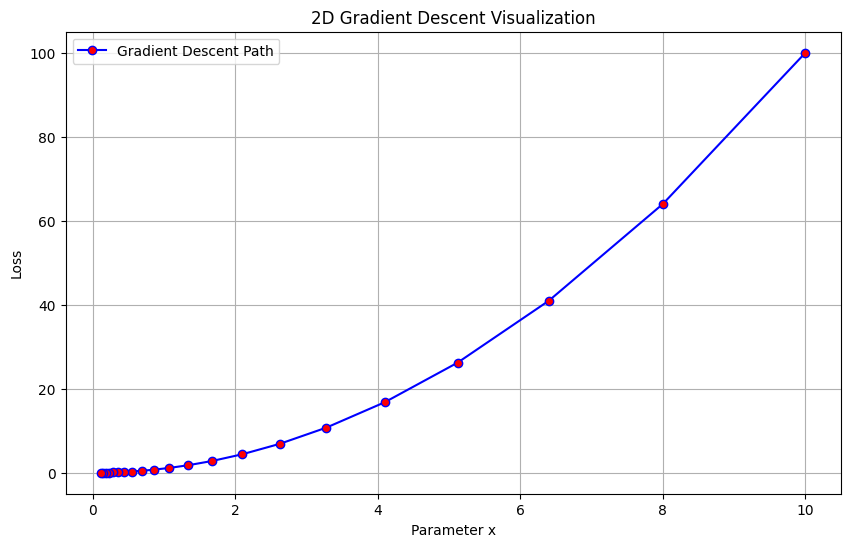 2D Gradient Descent Visualization
Gradient Descent Path
100
80
60
40
20
0
Loss
0 2 4 6 8 10
Parameter x